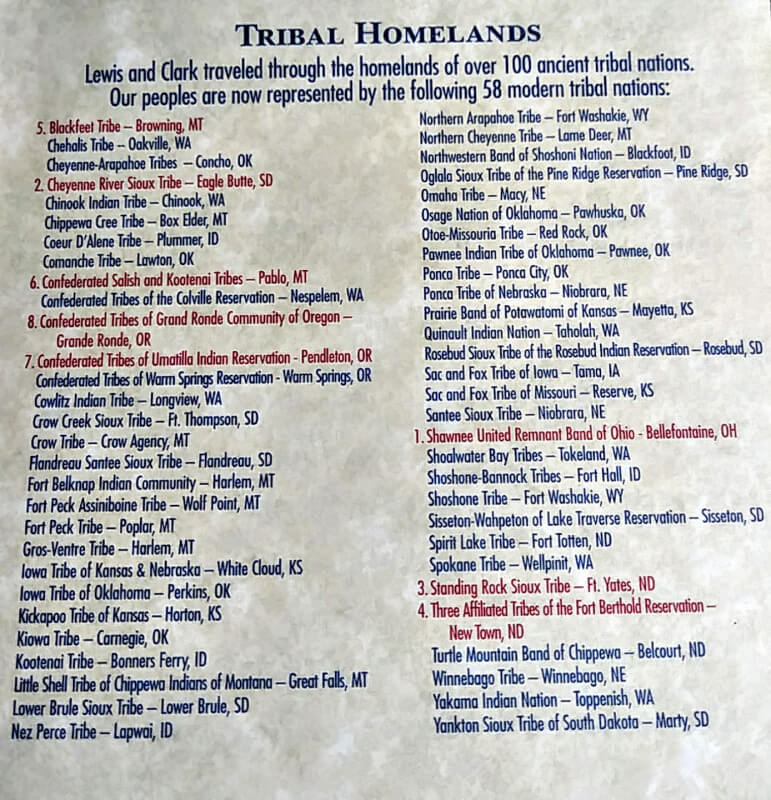 TRIBAL HOMELANDS
Lewis and Clark traveled through the homelands of over 100 ancient tribal nations.
Our peoples are now represented by the following 58 modern tribal nations:
5. Blackfeet Tribe – Browning, MT
Chehalis Tribe – Oakville, WA
Cheyenne-Arapahoe Tribes – Concho, OK
2. Cheyenne River Sioux Tribe – Eagle Butte, SD
Chinook Indian Tribe – Chinook, WA
Chippewa Cree Tribe – Box Elder, MT
Coeur D'Alene Tribe – Plummer, ID
Comanche Tribe – Lawton, OK
6. Confederated Salish and Kootenai Tribes – Pablo, MT
Confederated Tribes of the Colville Reservation – Nespelem, WA
8. Confederated Tribes of Grand Ronde Community of Oregon –
Grande Ronde, OR
7. Confederated Tribes of Umatilla Indian Reservation - Pendleton, OR
Confederated Tribes of Warm Springs Reservation - Warm Springs, OR
Cowlitz Indian Tribe – Longview, WA
Crow Creek Sioux Tribe – Ft. Thompson, SD
Crow Tribe – Crow Agency, MT
Flandreau Santee Sioux Tribe – Flandreau, SD
Fort Belknap Indian Community – Harlem, MT
Fort Peck Assiniboine Tribe – Wolf Point, MT
Fort Peck Tribe – Poplar, MT
Gros-Ventre Tribe – Harlem, MT
Iowa Tribe of Kansas & Nebraska – White Cloud, KS
Iowa Tribe of Oklahoma – Perkins, OK
Kickapoo Tribe of Kansas – Horton, KS
Kiowa Tribe – Carnegie, OK
Kootenai Tribe – Bonners Ferry, ID
Little Shell Tribe of Chippewa Indians of Montana – Great Falls, MT
Lower Brule Sioux Tribe – Lower Brule, SD
Nez Perce Tribe – Lapwai, ID
Northern Arapahoe Tribe – Fort Washakie, WY
Northern Cheyenne Tribe – Lame Deer, MT
Northwestern Band of Shoshoni Nation – Blackfoot, ID
Oglala Sioux Tribe of the Pine Ridge Reservation – Pine Ridge, SD
Omaha Tribe – Macy, NE
Osage Nation of Oklahoma – Pawhuska, OK
Otoe-Missouria Tribe – Red Rock, OK
Pawnee Indian Tribe of Oklahoma – Pawnee, OK
Ponca Tribe – Ponca City, OK
Ponca Tribe of Nebraska – Niobrara, NE
Prairie Band of Potawatomi of Kansas – Mayetta, KS
Quinault Indian Nation – Taholah, WA
Rosebud Sioux Tribe of the Rosebud Indian Reservation – Rosebud, SD
Sac and Fox Tribe of Iowa – Tama, IA
Sac and Fox Tribe of Missouri – Reserve, KS
Santee Sioux Tribe – Niobrara, NE
1. Shawnee United Remnant Band of Ohio - Bellefontaine, OH
Shoalwater Bay Tribes – Tokeland, WA
Shoshone-Bannock Tribes – Fort Hall, ID
Shoshone Tribe – Fort Washakie, WY
Sisseton-Wahpeton of Lake Traverse Reservation – Sisseton, SD
Spirit Lake Tribe – Fort Totten, ND
Spokane Tribe – Wellpinit, WA
3. Standing Rock Sioux Tribe – Ft. Yates, ND
4. Three Affiliated Tribes of the Fort Berthold Reservation –
New Town, ND
Turtle Mountain Band of Chippewa – Belcourt, ND
Winnebago Tribe – Winnebago, NE
Yakama Indian Nation – Toppenish, WA
Yankton Sioux Tribe of South Dakota – Marty, SD